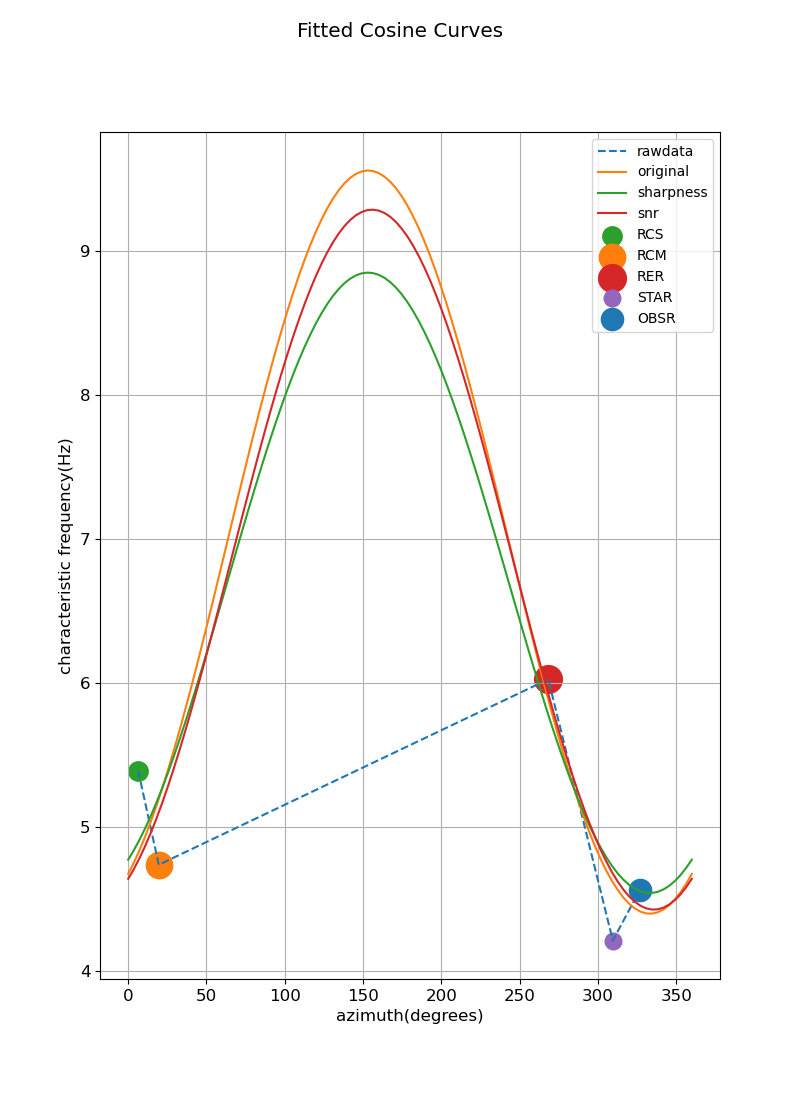 Fitted Cosine Curves
rawdata
original
sharpness
snr
RCS
RCM
RER
STAR
OBSR
9
8
7
6
5
4
characteristic frequency(Hz)
0 50 100 150 200 250 300 350
azimuth(degrees)